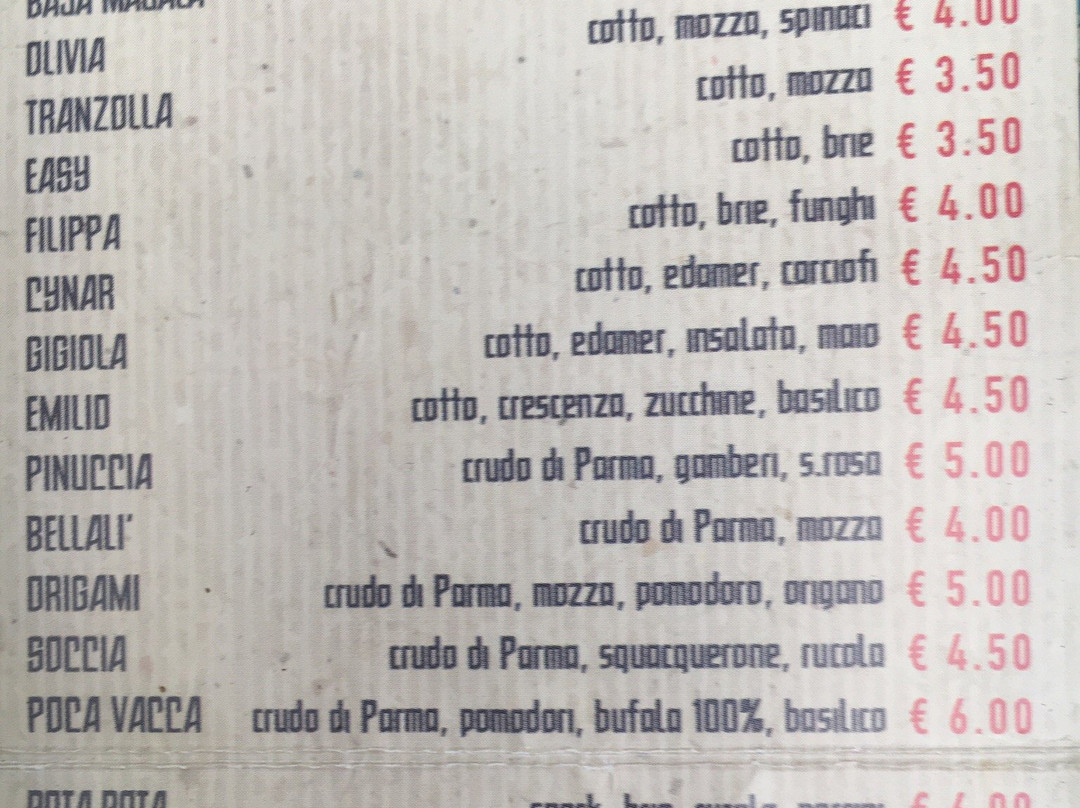 OLIVIA cotto, mozza, spinaci € 4.00
TRANZOLLA cotto, mozza € 3.50
EASY cotto, brie € 3.50
FILIPPA cotto, brie, funghi € 4.00
CYNAR cotto, edamer, carciofi € 4.50
GIGIOLA cotto, edamer, insalata, maio € 4.50
EMILIO cotto, crescenza, zucchine, basilico € 4.50
PINUCCIA crudo di Parma, gamberi, s.rosa € 5.00
BELLALI' crudo di Parma, mozza € 4.00
ORIGAMI crudo di Parma, mozza, pomodoro, origano € 5.00
SOCCIA crudo di Parma, squacquerone, rucola € 4.50
POCA VACCA crudo di Parma, pomodori, bufala 100%, basilico € 6.00